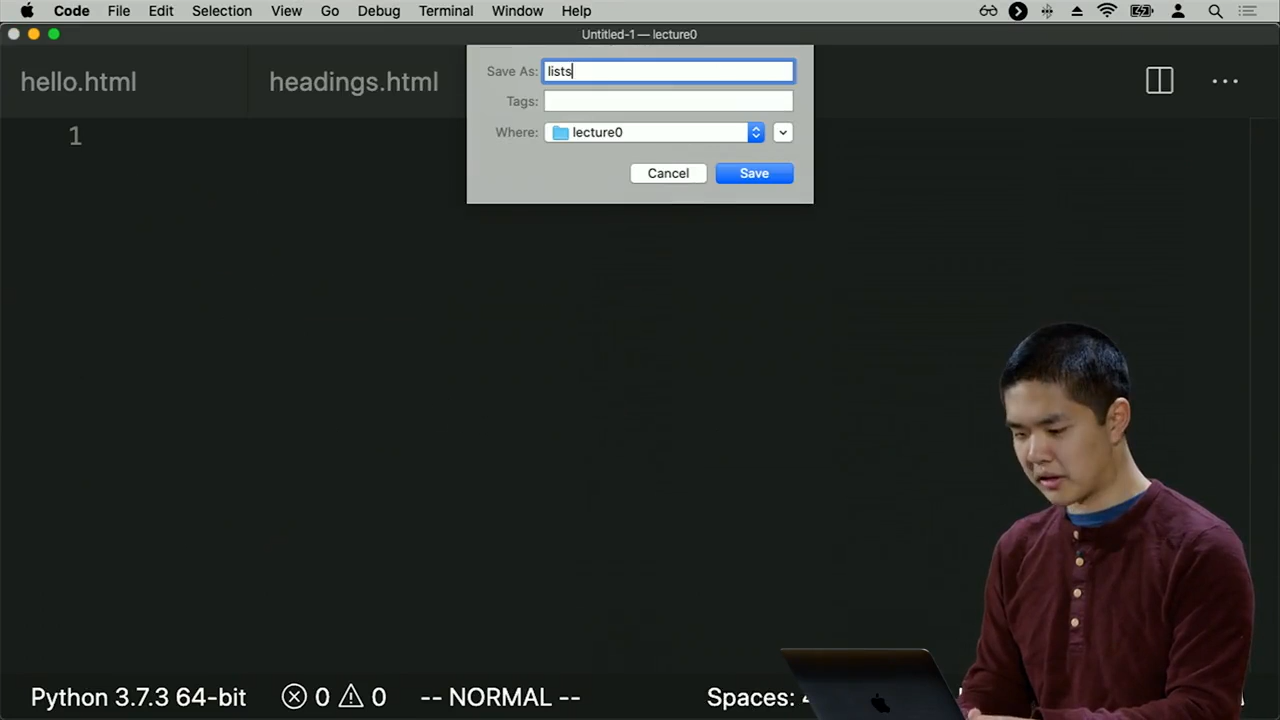 Code File Edit Selection View Go Debug Terminal Window Help
Untitled-1 — lecture0
hello.html headings.html
Save As: lists
Tags:
Where: lecture0
Cancel Save
1
Python 3.7.3 64-bit 0 0 -- NORMAL -- Spaces: